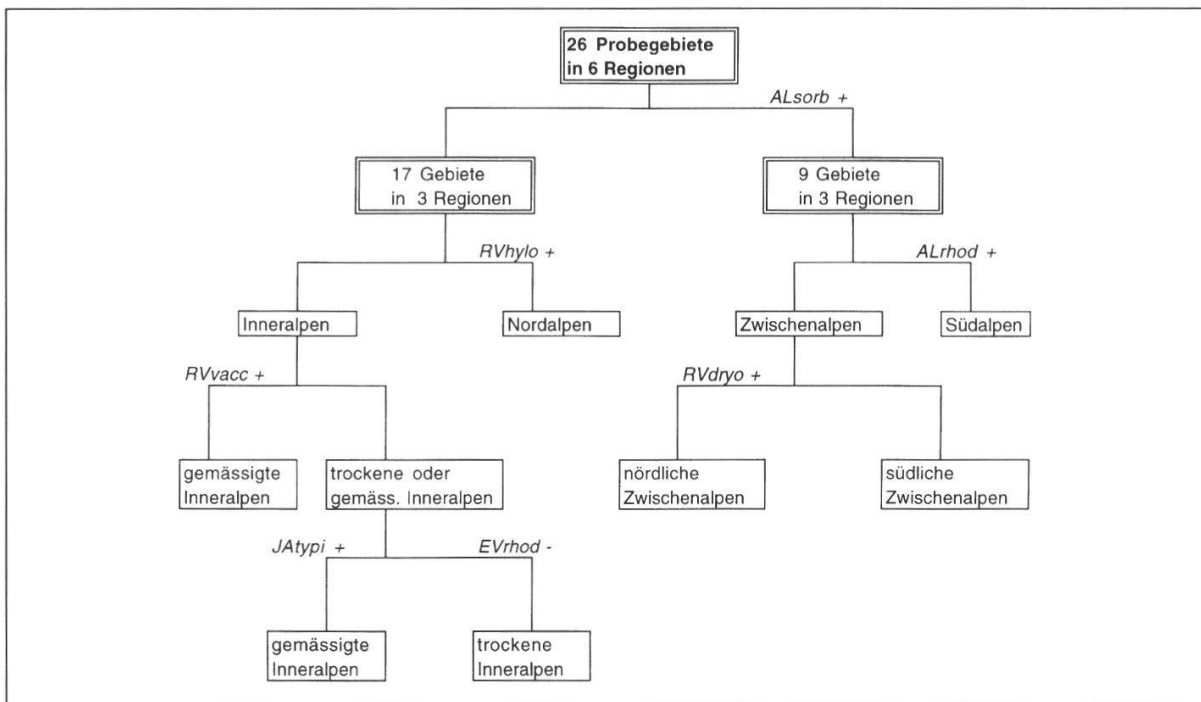 26 Probegebiete
in 6 Regionen
ALsorb +
17 Gebiete
in 3 Regionen
9 Gebiete
in 3 Regionen
RVhylo +
ALrhod +
Inneralpen
Nordalpen
Zwischenalpen
Südalpen
RVvacc +
RVdryo +
gemässigte
Inneralpen
trockene oder
gemäss. Inneralpen
nördliche
Zwischenalpen
südliche
Zwischenalpen
JAtypi +
EVrhod -
gemässigte
Inneralpen
trockene
Inneralpen